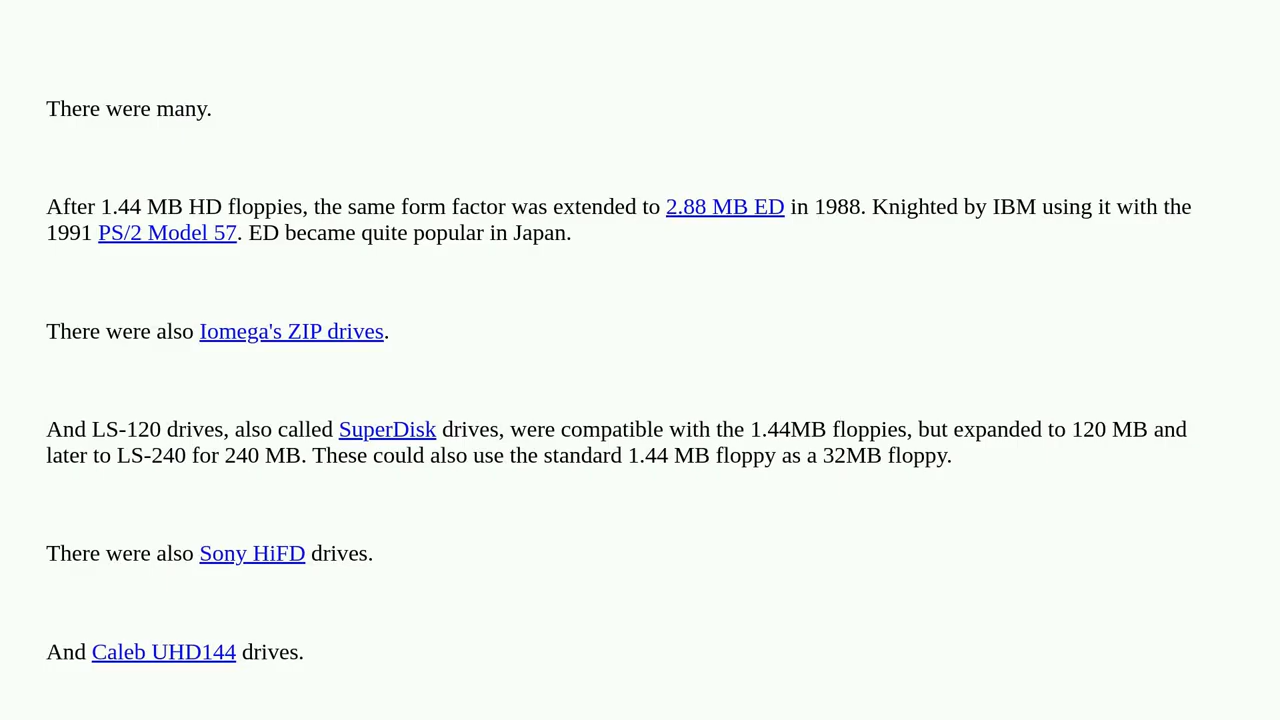 There were many.
After 1.44 MB HD floppies, the same form factor was extended to 2.88 MB ED in 1988. Knighted by IBM using it with the
1991 PS/2 Model 57. ED became quite popular in Japan.
There were also Iomega's ZIP drives.
And LS-120 drives, also called SuperDisk drives, were compatible with the 1.44MB floppies, but expanded to 120 MB and
later to LS-240 for 240 MB. These could also use the standard 1.44 MB floppy as a 32MB floppy.
There were also Sony HiFD drives.
And Caleb UHD144 drives.